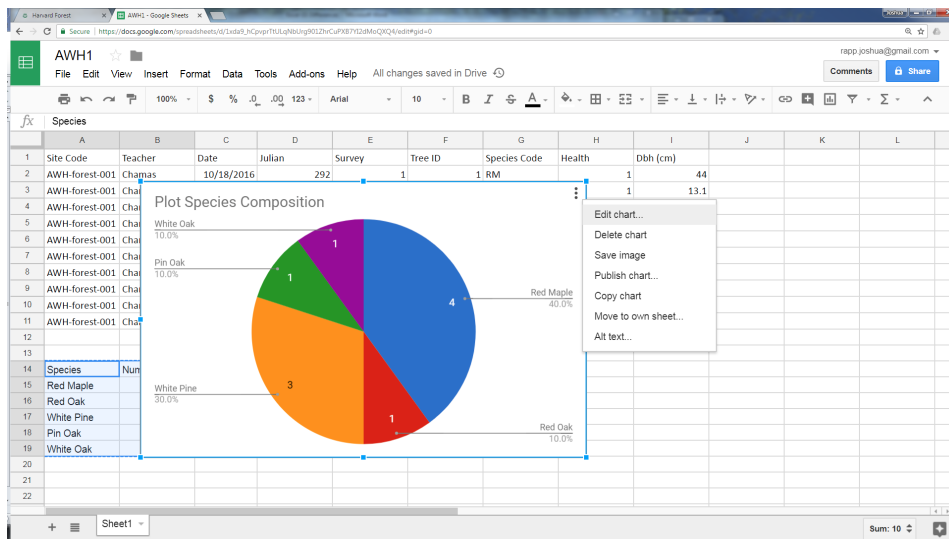 Harvard Forest × AWH1 - Google Sheets ×
Secure | https://docs.google.com/spreadsheets/d/
AWH1
rapp.joshua@gmail.com
File Edit View Insert Format Data Tools Add-ons Help All changes saved in Drive
Comments Share
100% $ % .0 .00 123 Arial 10 B I S A Σ
fx Species
A B C D E F G H I J K L
1 Site Code Teacher Date Julian Survey Tree ID Species Code Health Dbh (cm)
2 AWH-forest-001 Chamas 10/18/2016 292 1 1 RM 1 44
3 AWH-forest-001 Cha 1 13.1
4 AWH-forest-001 Cha
5 AWH-forest-001 Cha
6 AWH-forest-001 Cha
7 AWH-forest-001 Cha
8 AWH-forest-001 Cha
9 AWH-forest-001 Cha
10 AWH-forest-001 Cha
11 AWH-forest-001 Cha
12
13
14 Species Num
15 Red Maple
16 Red Oak
17 White Pine
18 Pin Oak
19 White Oak
20
21
22
Plot Species Composition
White Oak
10.0%
1
Pin Oak
10.0%
1
Red Maple
40.0%
4
White Pine
30.0%
3
1
Red Oak
10.0%
Edit chart...
Delete chart
Save image
Publish chart...
Copy chart
Move to own sheet...
Alt text...
Sheet1
Sum: 10